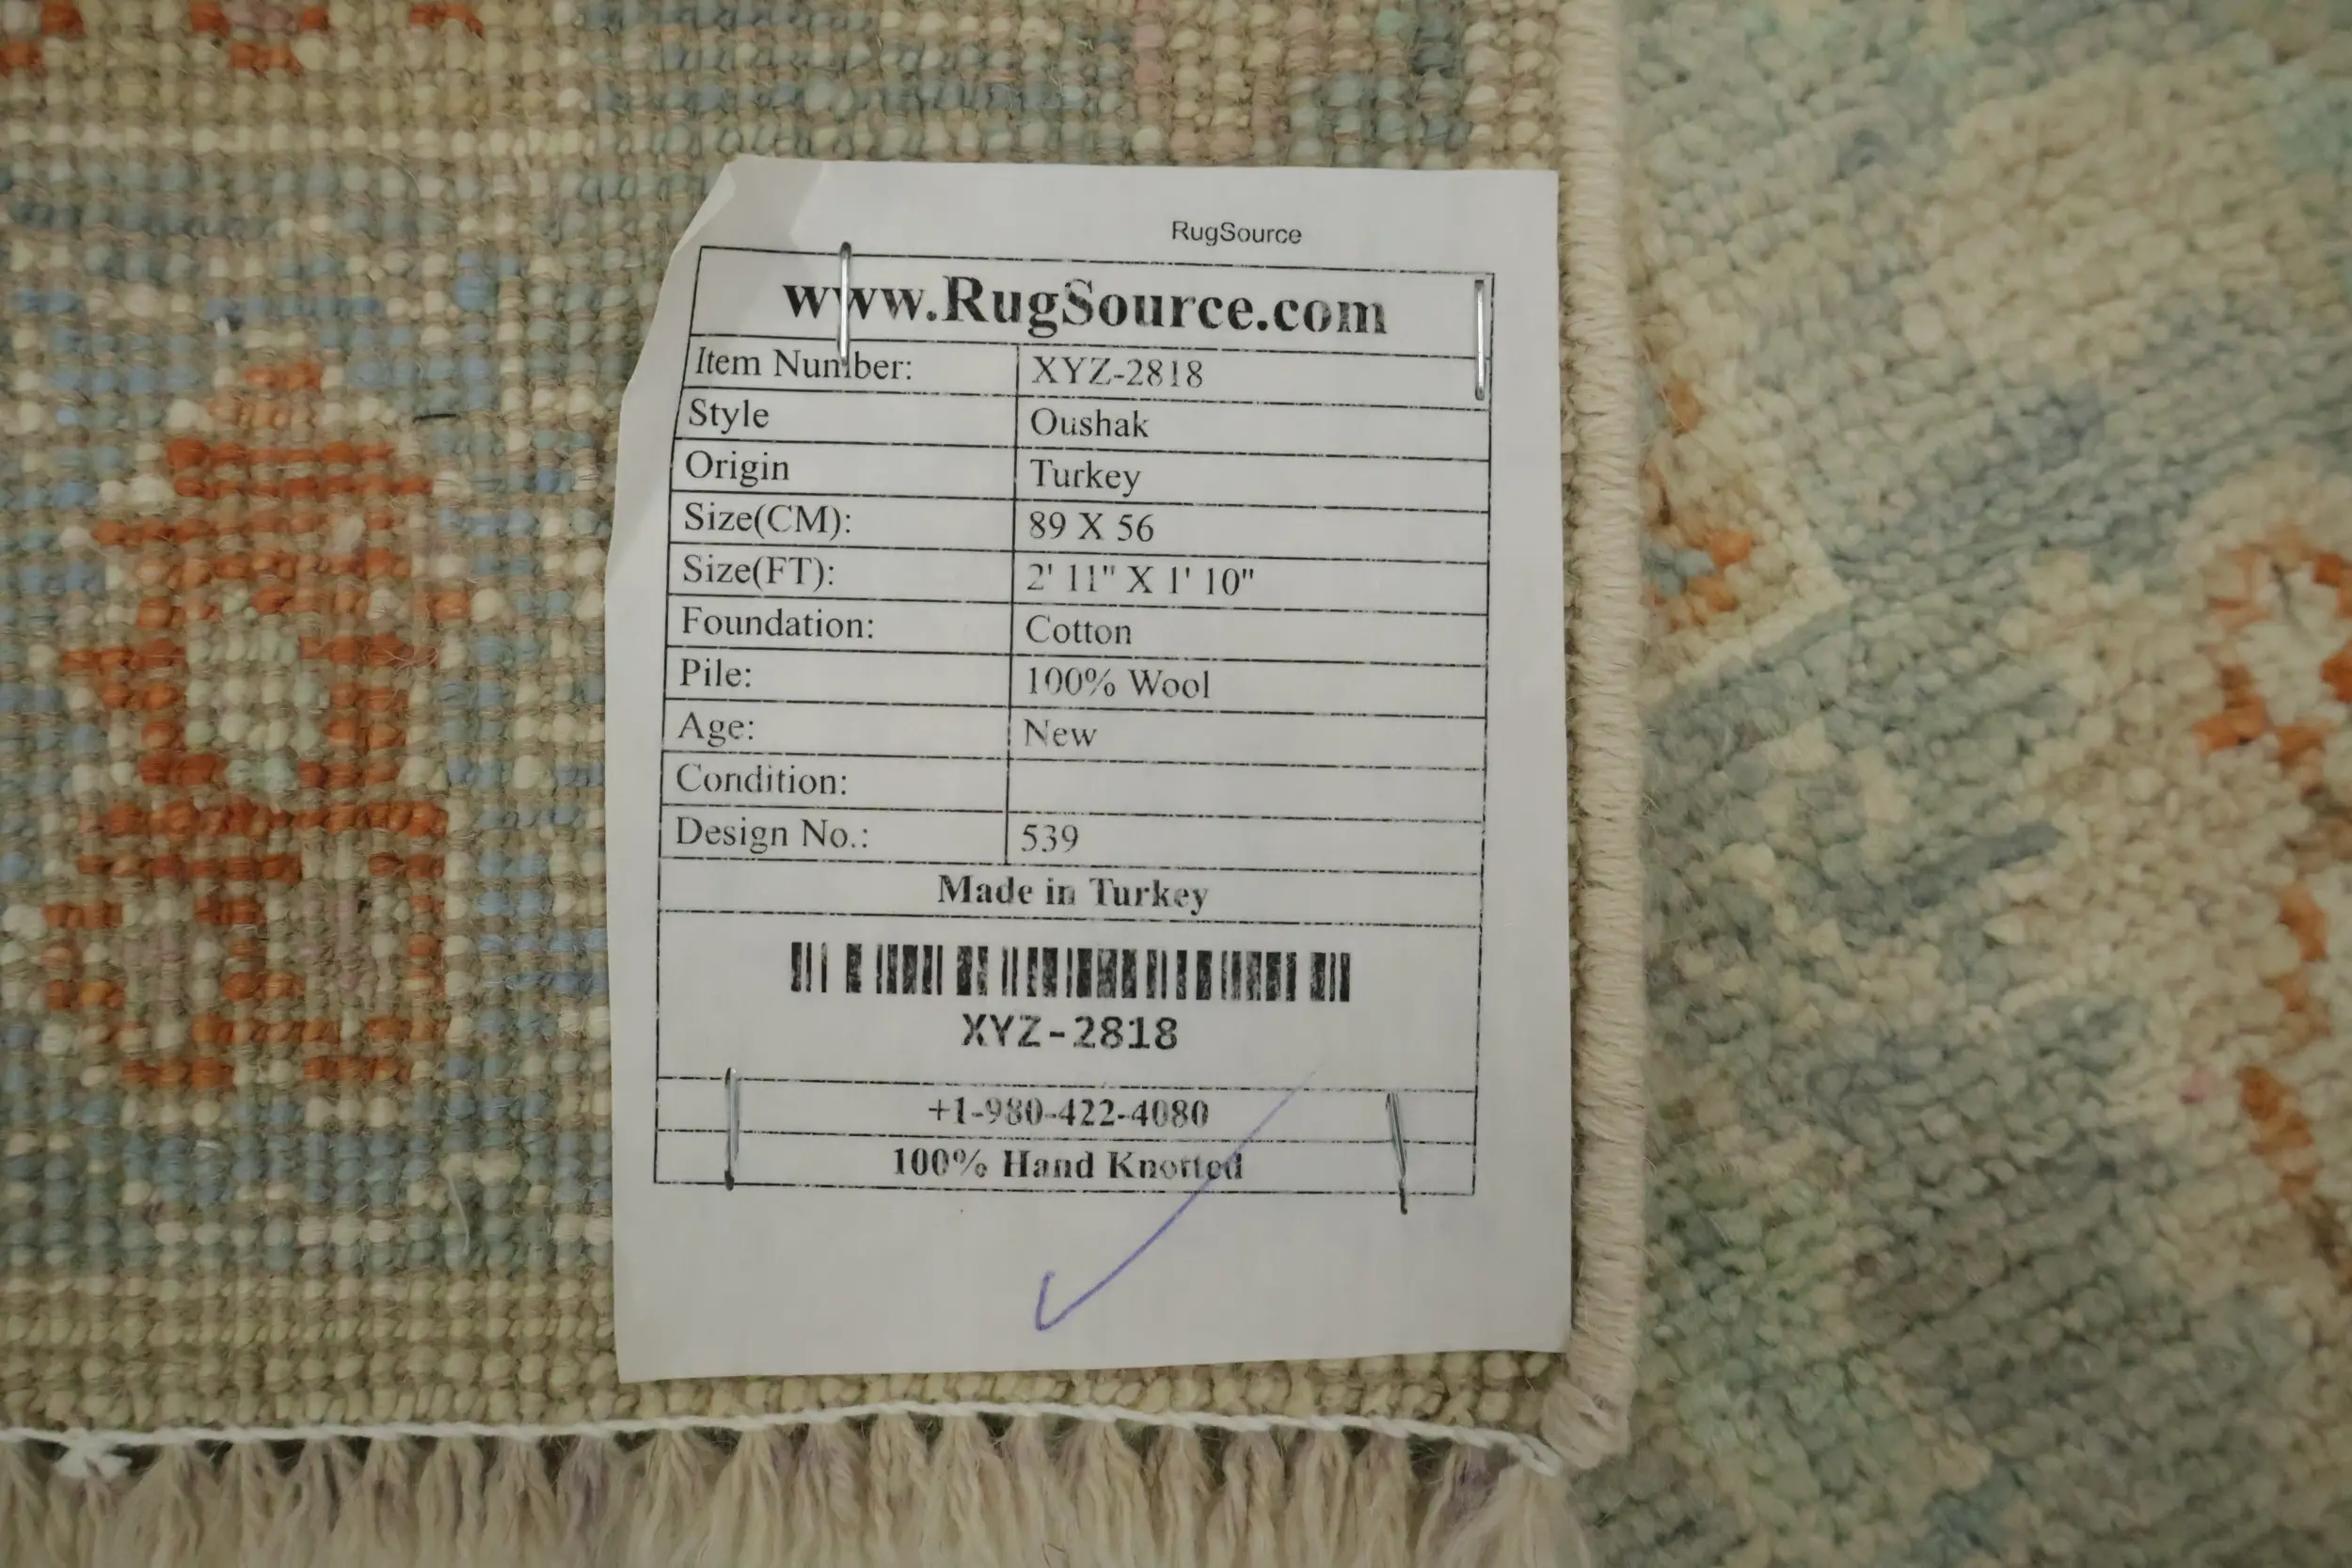 RugSource
www.RugSource.com
Item Number: XYZ-2818
Style Oushak
Origin Turkey
Size(CM): 89 X 56
Size(FT): 2' 11" X 1' 10"
Foundation: Cotton
Pile: 100% Wool
Age: New
Condition:
Design No.: 539
Made in Turkey
XYZ-2818
+1-980-422-4080
100% Hand Knotted